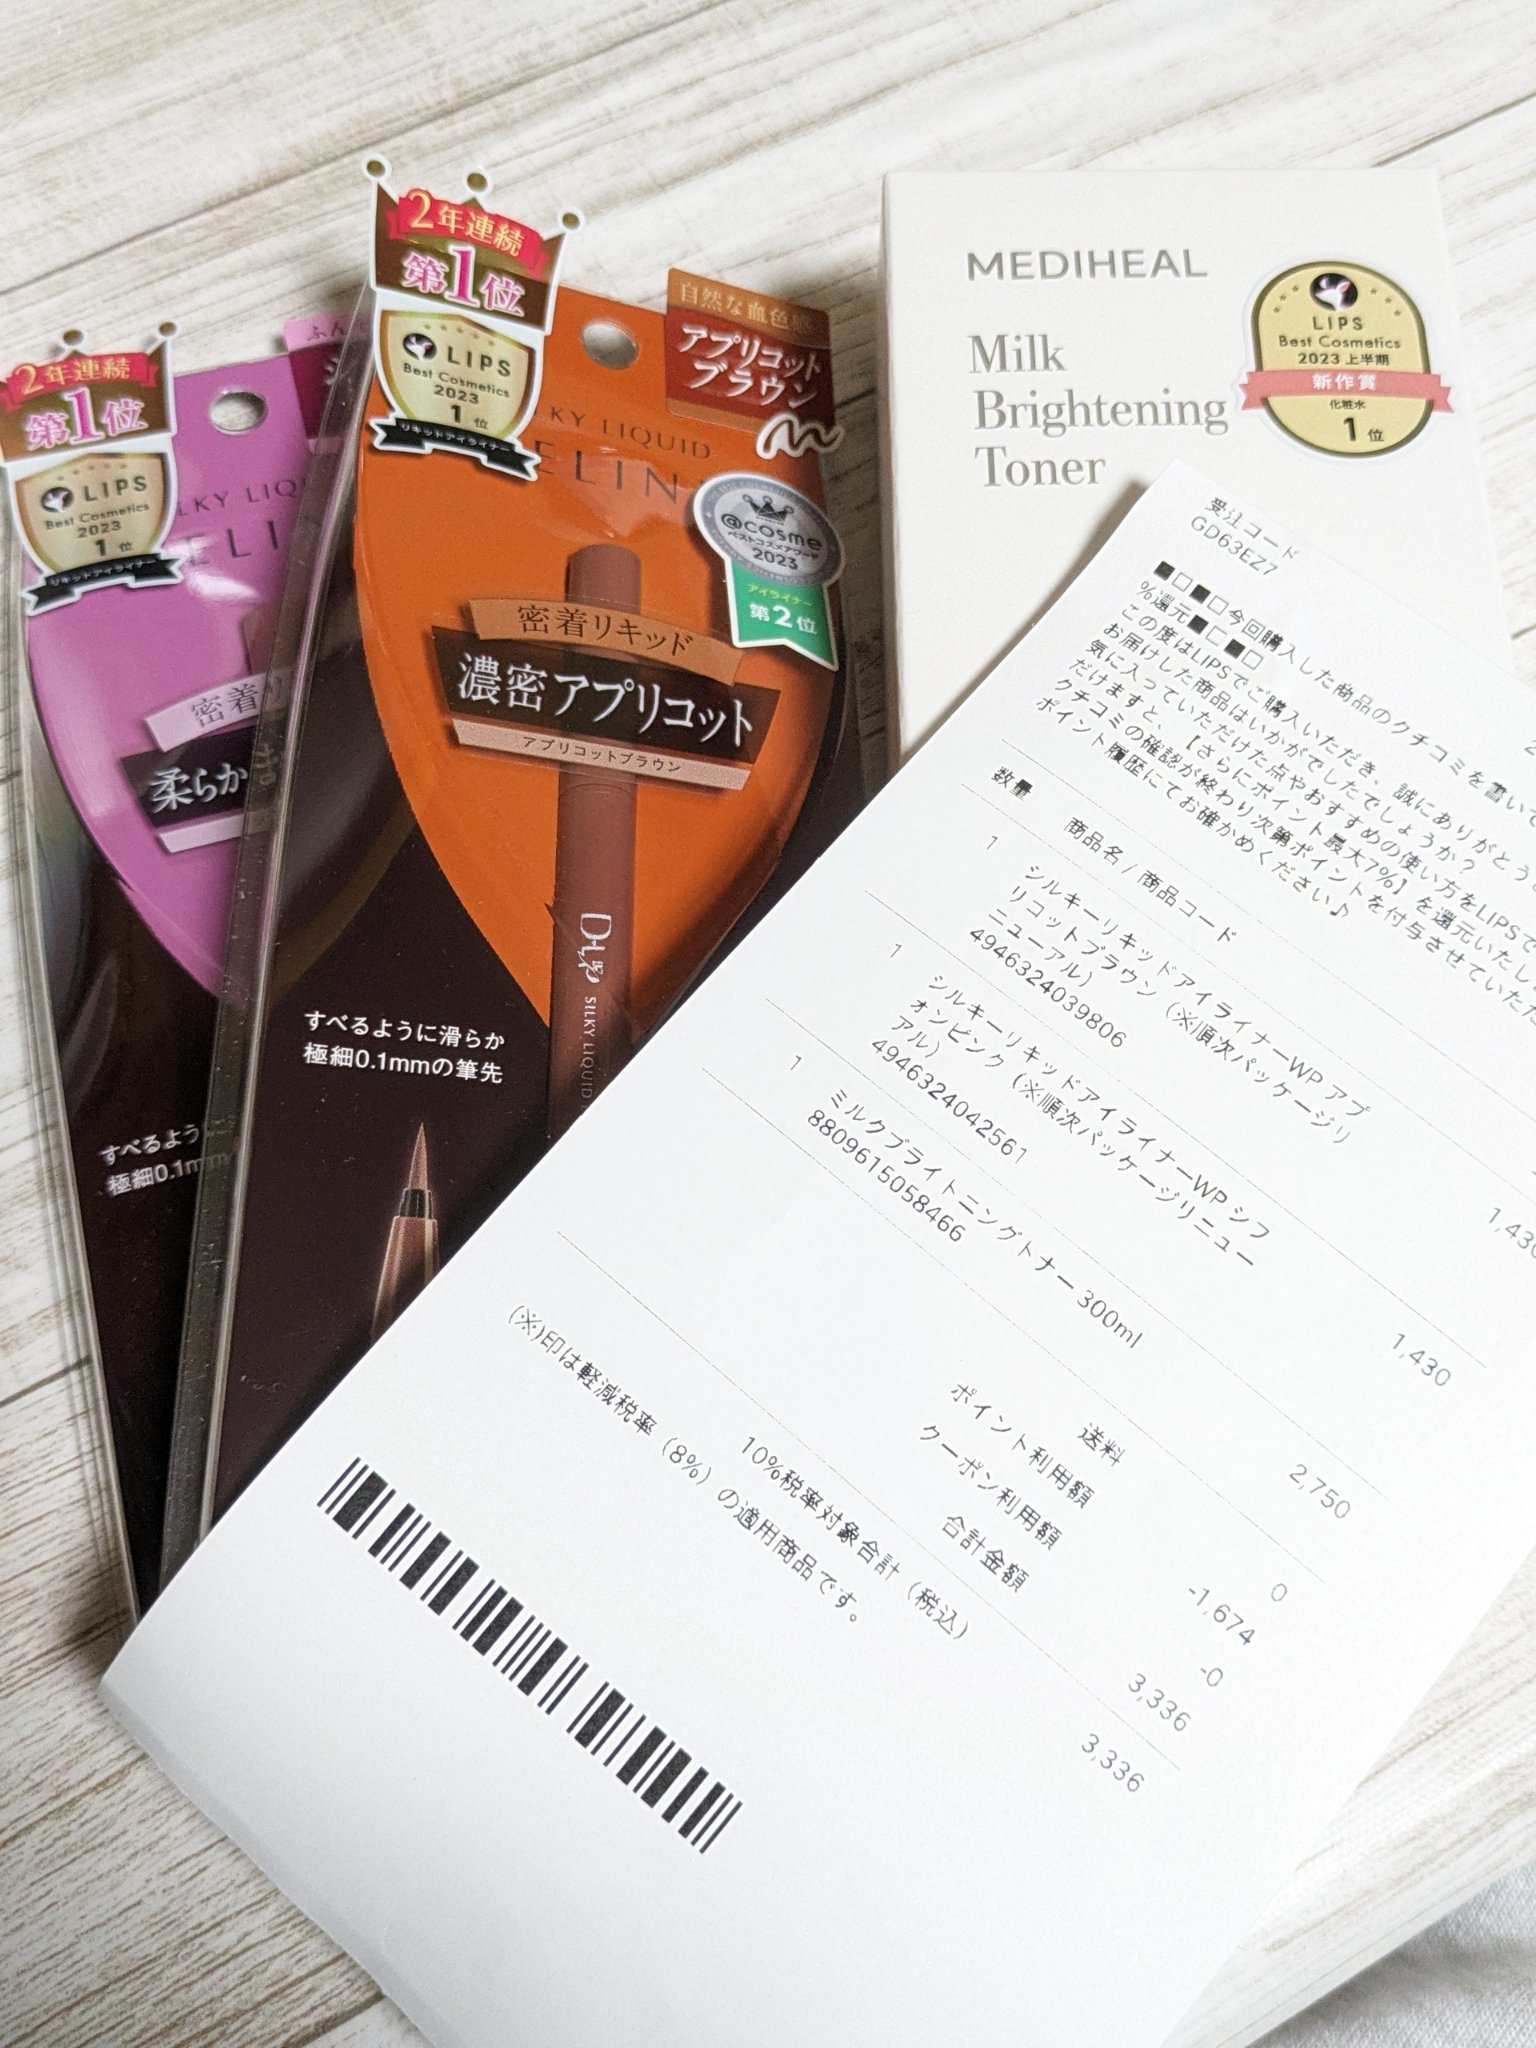 2年連続
第1位
LIPS
Best Cosmetics
2023
1位
リキッドアイライナー
ふん
SILKY LIQU
ELI
密着リ
柔らか
すべるよう
極細0.1m
2年連続
第1位
LIPS
Best Cosmetics
2023
1位
リキッドアイライナー
自然な血色感
アプリコット
ブラウン
KY LIQUID
ELIN
@cosme
ベストコスメアワード
2023
アイライナー
第2位
密着リキッド
濃密アプリコット
アプリコットブラウン
D-UP
SILKY LIQUID
すべるように滑らか
極細0.1mmの筆先
MEDIHEAL
Milk
Brightening
Toner
LIPS
Best Cosmetics
2023 上半期
新作賞
化粧水
1位
受注コード
GD63EZ7
■□■□今回購入した商品のクチコミを書いて
%還元■□■□
この度はLIPSでご購入いただき、誠にありがとう
お届けした商品はいかがでしたでしょうか?
気に入っていただけた点やおすすめの使い方をLIPSで
だけますと、【さらにポイント最大7%】を還元いたし
クチコミの確認が終わり次第ポイントを付与させていただ
ポイント履歴にてお確かめください♪
数量 商品名 / 商品コード
1 シルキーリキッドアイライナーWP アプ
リコットブラウン (※順次パッケージリ
ニューアル) 1,430
4946324039806
1 シルキーリキッドアイライナーWP シフ
オンピンク (※順次パッケージリニュー
アル) 1,430
4946324042561
1 ミルクブライトニングトナー 300ml 2,750
8809615058466
送料 0
ポイント利用額 -1,674
クーポン利用額 -0
合計金額 3,336
10%税率対象合計 (税込) 3,336
(※)印は軽減税率 (8%) の適用商品です。